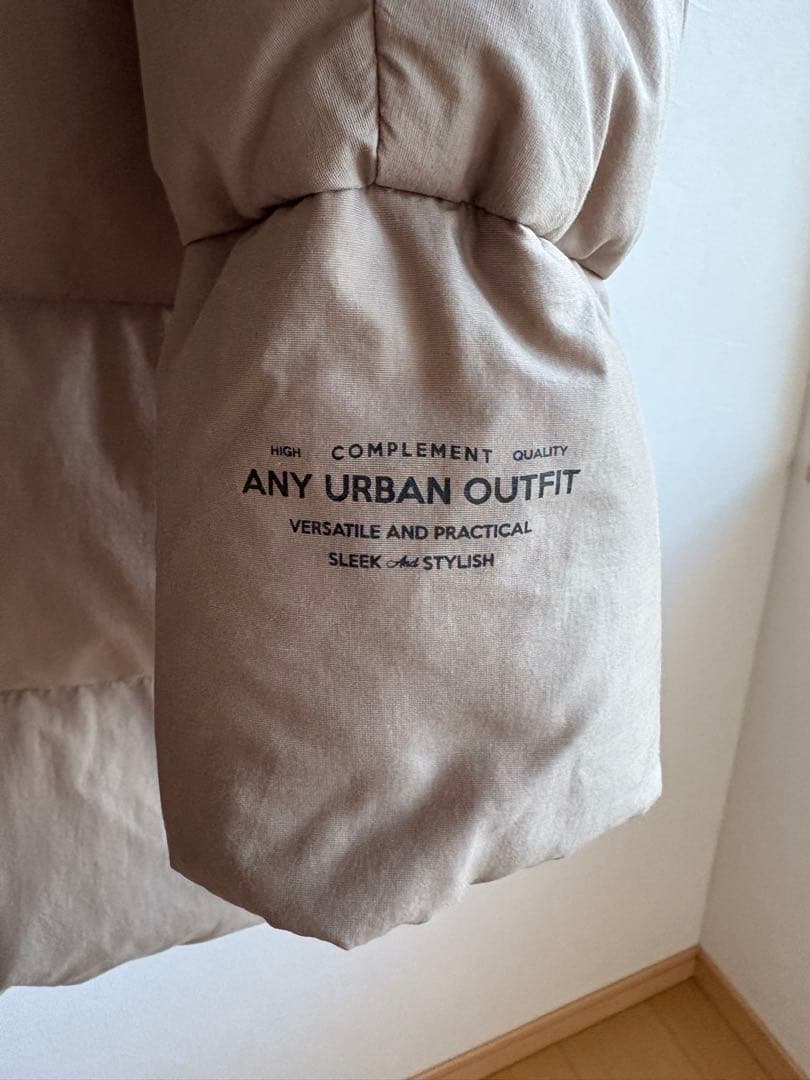 HIGH COMPLEMENT QUALITY
ANY URBAN OUTFIT
VERSATILE AND PRACTICAL
SLEEK And STYLISH